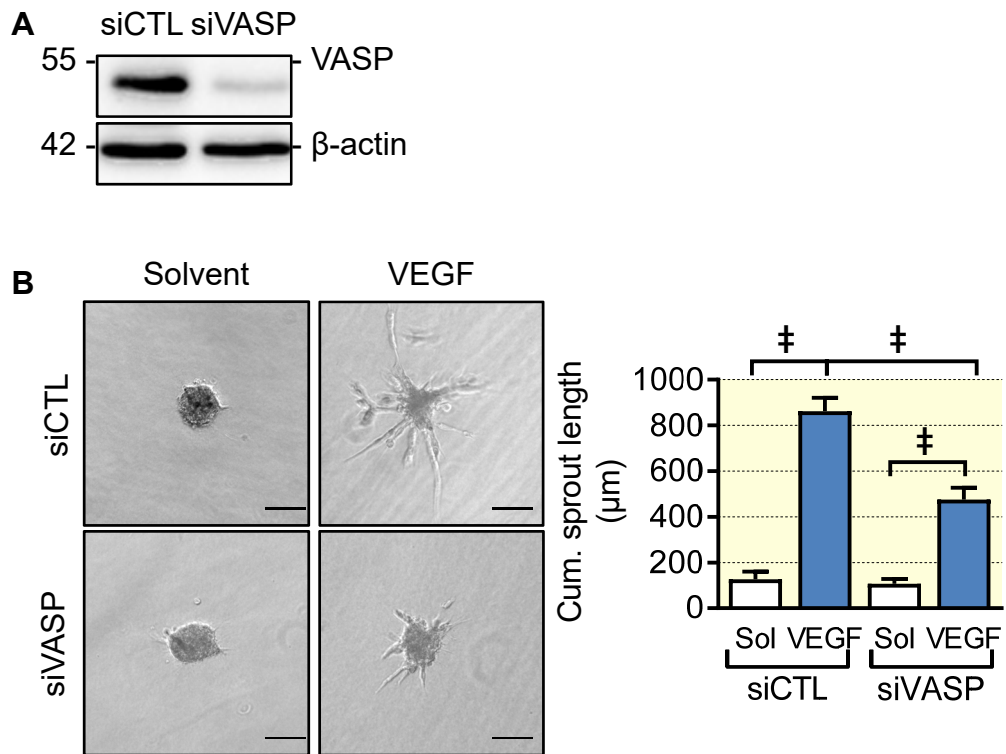 A
siCTL siVASP
55
VASP
42
β-actin
B
Solvent
VEGF
siCTL
siVASP
Cum. sprout length
(µm)
‡
‡
‡
1000
800
600
400
200
0
Sol VEGF Sol VEGF
siCTL
siVASP